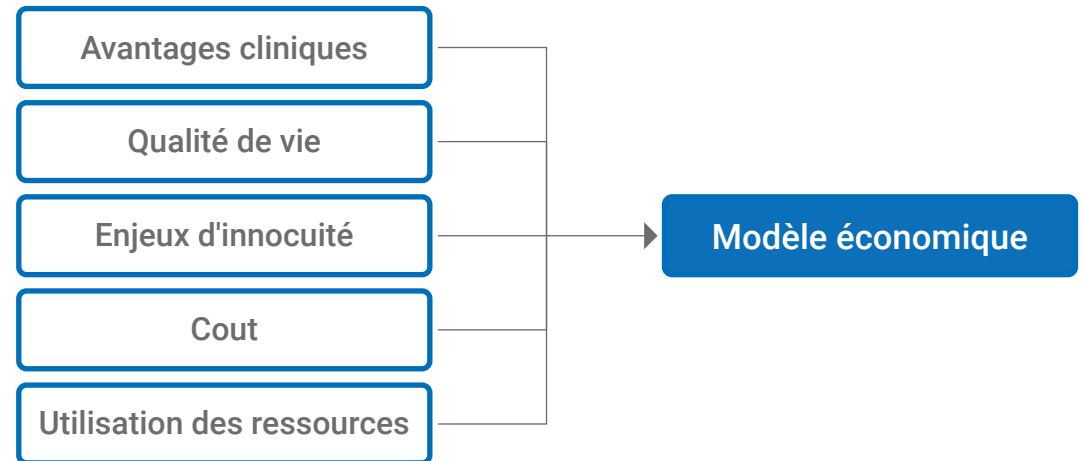 Avantages cliniques
Qualité de vie
Enjeux d'innocuité
Cout
Utilisation des ressources
Modèle économique